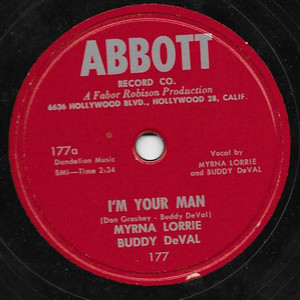 ABBOTT
RECORD CO.
A Fabor Robison Production
6636 HOLLYWOOD BLVD., HOLLYWOOD 28, CALIF.
177a
Dandelion Music
BMI—Time 2:34
Vocal by
MYRNA LORRIE
and BUDDY DeVAL
I'M YOUR MAN
(Don Grashey - Buddy DeVal)
MYRNA LORRIE
BUDDY DeVAL
177